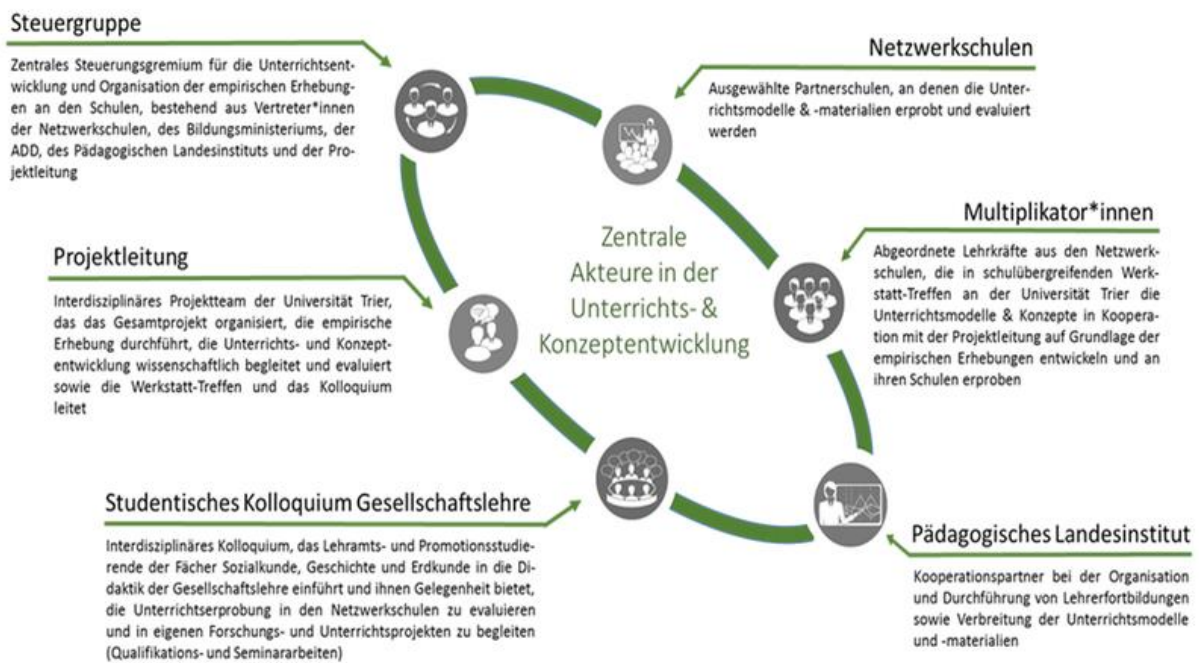 Steuergruppe
Zentrales Steuerungsgremium für die Unterrichtsent-
wicklung und Organisation der empirischen Erhebung-
en an den Schulen, bestehend aus Vertreter*innen
der Netzwerkschulen, des Bildungsministeriums, der
ADD, des Pädagogischen Landesinstituts und der Pro-
jektleitung
Netzwerkschulen
Ausgewählte Partnerschulen, an denen die Unter-
richtsmodelle & -materialien erprobt und evaluiert
werden
Multiplikator*innen
Abgeordnete Lehrkräfte aus den Netzwerk-
schulen, die in schulübergreifenden Werk-
statt-Treffen an der Universität Trier die
Unterrichtsmodelle & Konzepte in Koopera-
tion mit der Projektleitung auf Grundlage der
empirischen Erhebungen entwickeln und an
ihren Schulen erproben
Zentrale
Akteure in der
Unterrichts- &
Konzeptentwicklung
Projektleitung
Interdisziplinäres Projektteam der Universität Trier,
das das Gesamtprojekt organisiert, die empirische
Erhebung durchführt, die Unterrichts- und Konzept-
entwicklung wissenschaftlich begleitet und evaluiert
sowie die Werkstatt-Treffen und das Kolloquium
leitet
Studentisches Kolloquium Gesellschaftslehre
Interdisziplinäres Kolloquium, das Lehramts- und Promotionsstudie-
rende der Fächer Sozialkunde, Geschichte und Erdkunde in die Di-
daktik der Gesellschaftslehre einführt und ihnen Gelegenheit bietet,
die Unterrichtserprobung in den Netzwerkschulen zu evaluieren
und in eigenen Forschungs- und Unterrichtsprojekten zu begleiten
(Qualifikations- und Seminararbeiten)
Pädagogisches Landesinstitut
Kooperationspartner bei der Organisation
und Durchführung von Lehrerfortbildungen
sowie Verbreitung der Unterrichtsmodelle
und -materialien